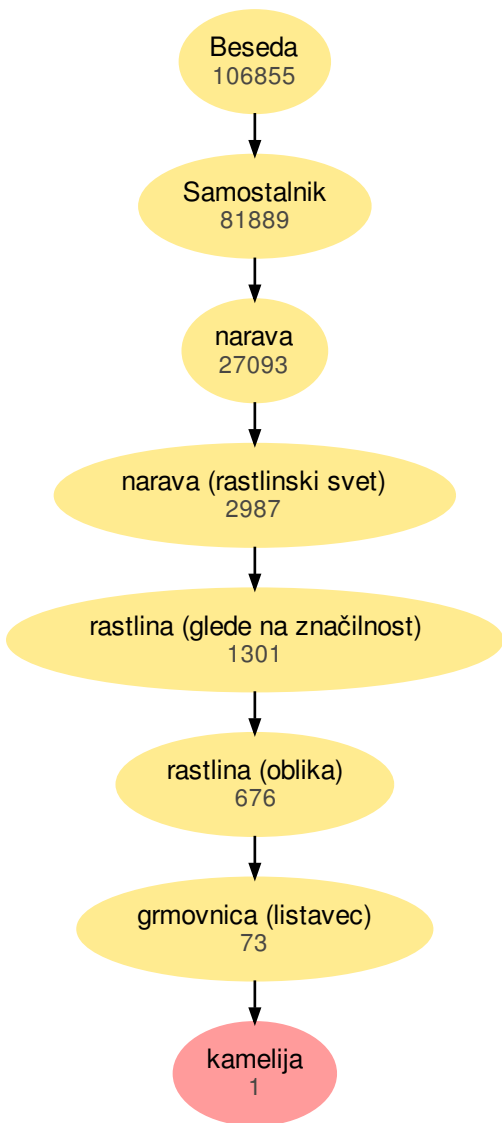 Beseda
106855
Samostalnik
81889
narava
27093
narava (rastlinski svet)
2987
rastlina (glede na značilnost)
1301
rastlina (oblika)
676
grmovnica (listavec)
73
kamelija
1